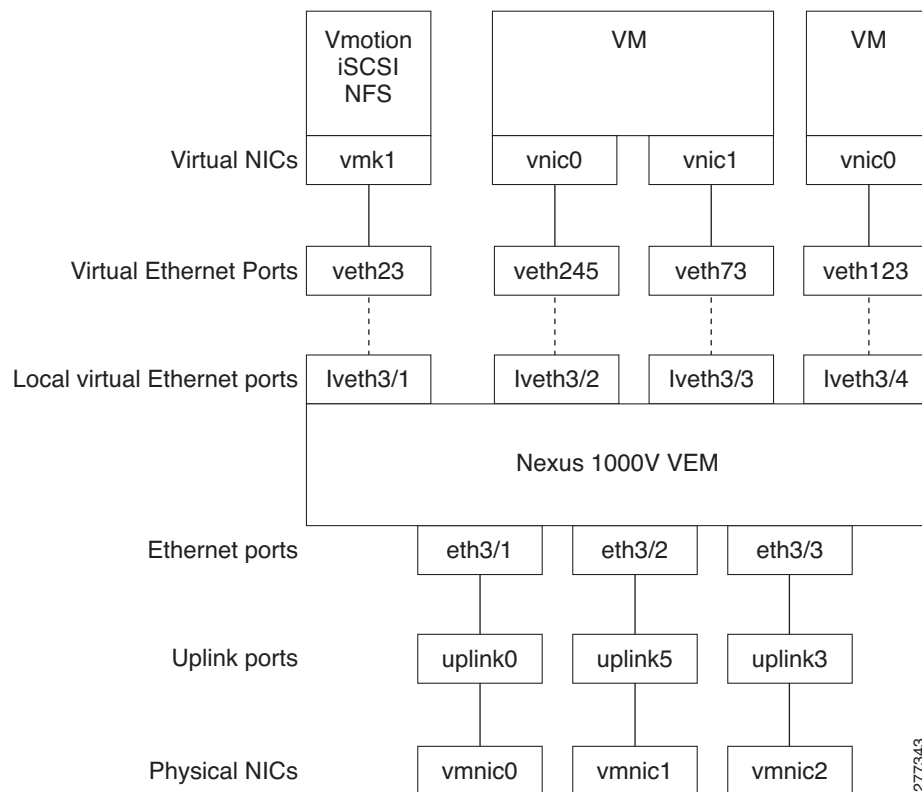 Vmotion
iSCSI
NFS
VM
VM
Virtual NICs
vmk1
vnic0
vnic1
vnic0
Virtual Ethernet Ports
veth23
veth245
veth73
veth123
Local virtual Ethernet ports
lveth3/1
lveth3/2
lveth3/3
lveth3/4
Nexus 1000V VEM
Ethernet ports
eth3/1
eth3/2
eth3/3
Uplink ports
uplink0
uplink5
uplink3
Physical NICs
vmnic0
vmnic1
vmnic2
277343